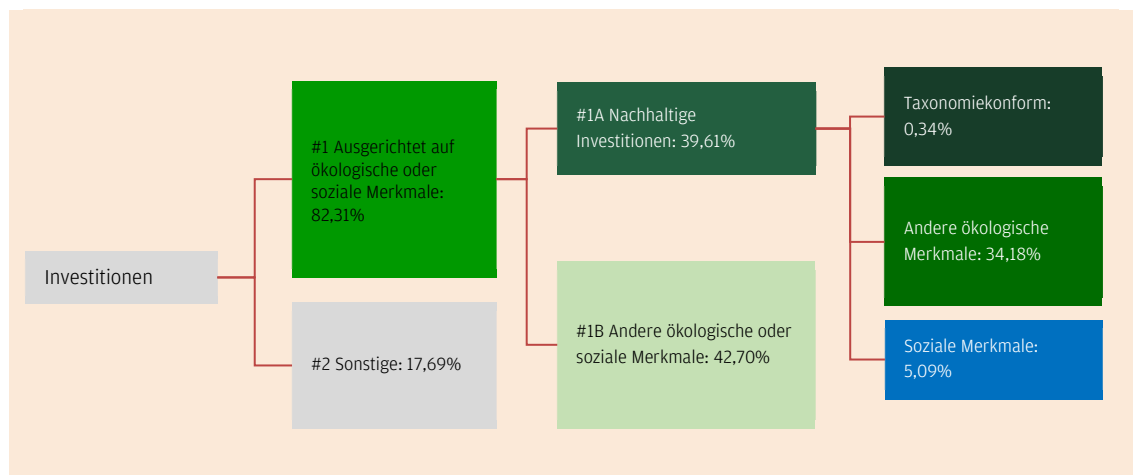 Investitionen
#1 Ausgerichtet auf
ökologische oder
soziale Merkmale:
82,31%
#2 Sonstige: 17,69%
#1A Nachhaltige
Investitionen: 39,61%
#1B Andere ökologische oder
soziale Merkmale: 42,70%
Taxonomiekonform:
0,34%
Andere ökologische
Merkmale: 34,18%
Soziale Merkmale:
5,09%